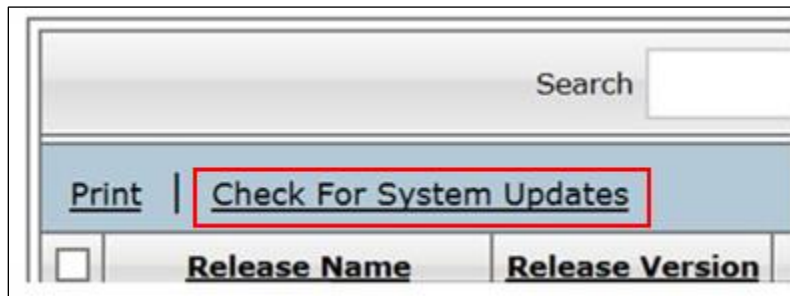 Search
Print | Check For System Updates
Release Name Release Version